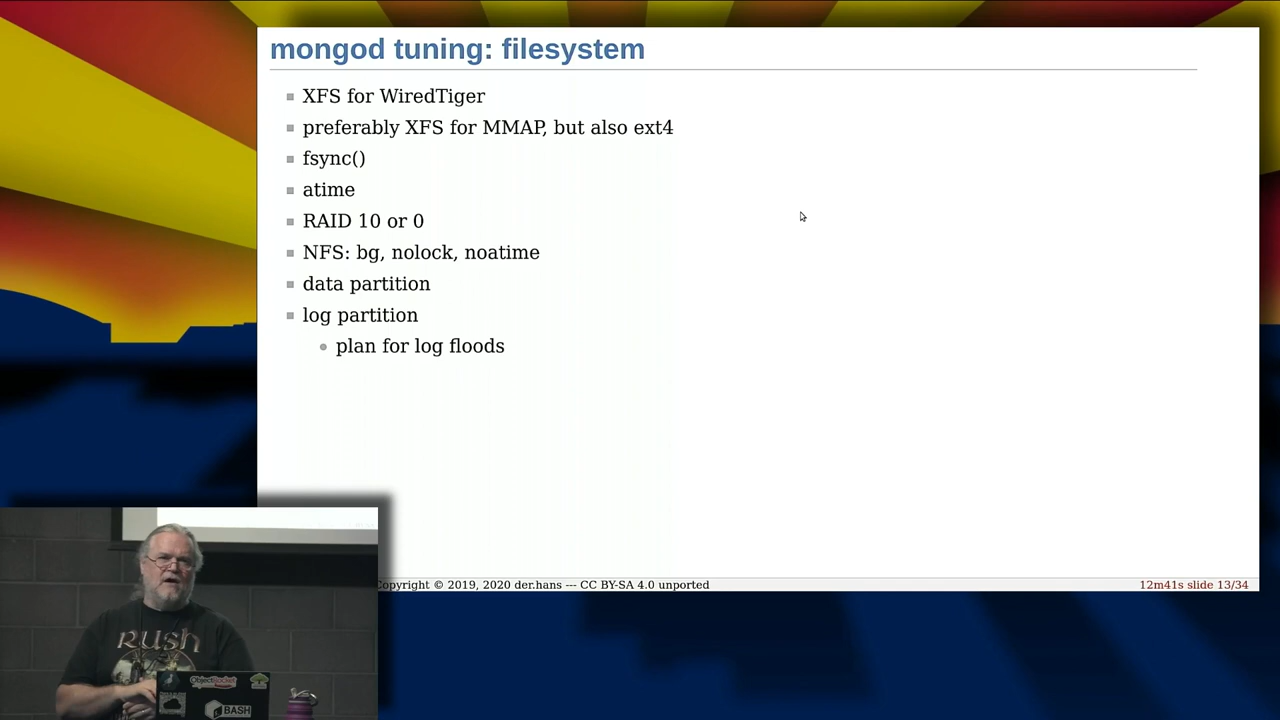 mongod tuning: filesystem
XFS for WiredTiger
preferably XFS for MMAP, but also ext4
fsync()
atime
RAID 10 or 0
NFS: bg, nolock, noatime
data partition
log partition
plan for log floods
opyright © 2019, 2020 der.hans --- CC BY-SA 4.0 unported
12m41s slide 13/34
RUSH
ObjectRocket
BASH